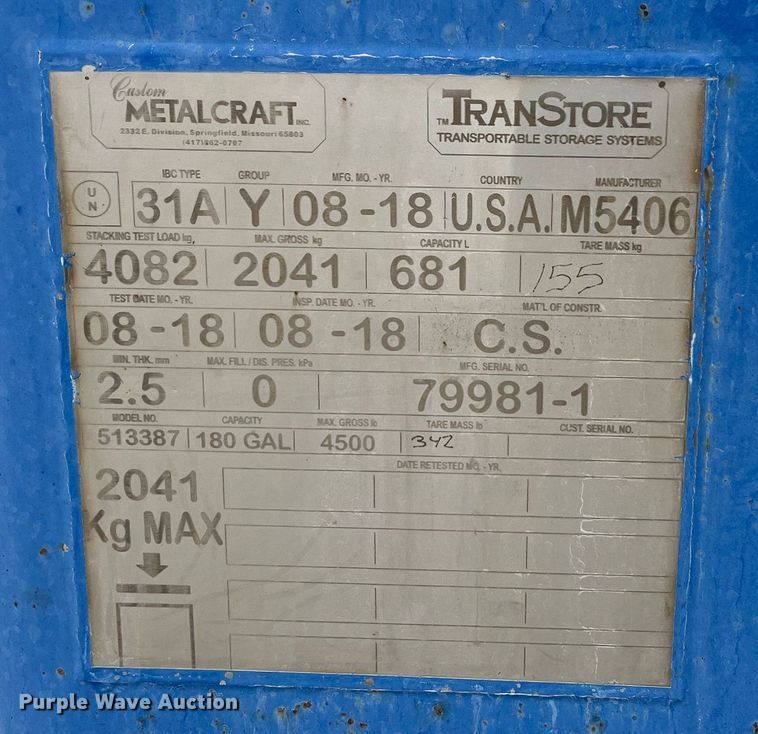 Custom
METALCRAFT INC.
2332 E. Division, Springfield, Missouri 65803
(417)862-0707
TM TRANSTORE
TRANSPORTABLE STORAGE SYSTEMS
UN
IBC TYPE GROUP MFG. MO. - YR. COUNTRY MANUFACTURER
31A Y 08 - 18 U.S.A. M5406
STACKING TEST LOAD kg. MAX. GROSS kg CAPACITY L TARE MASS kg
4082 2041 681 155
TEST DATE MO. - YR. INSP. DATE MO. - YR. MAT'L OF CONSTR.
08 - 18 08 - 18 C.S.
MIN. THK. mm MAX. FILL / DIS. PRES. kPa MFG. SERIAL NO.
2.5 0 79981-1
MODEL NO. CAPACITY MAX. GROSS lb TARE MASS lb CUST. SERIAL NO.
513387 180 GAL 4500 342
DATE RETESTED MO. - YR.
2041
Kg MAX
Purple Wave Auction